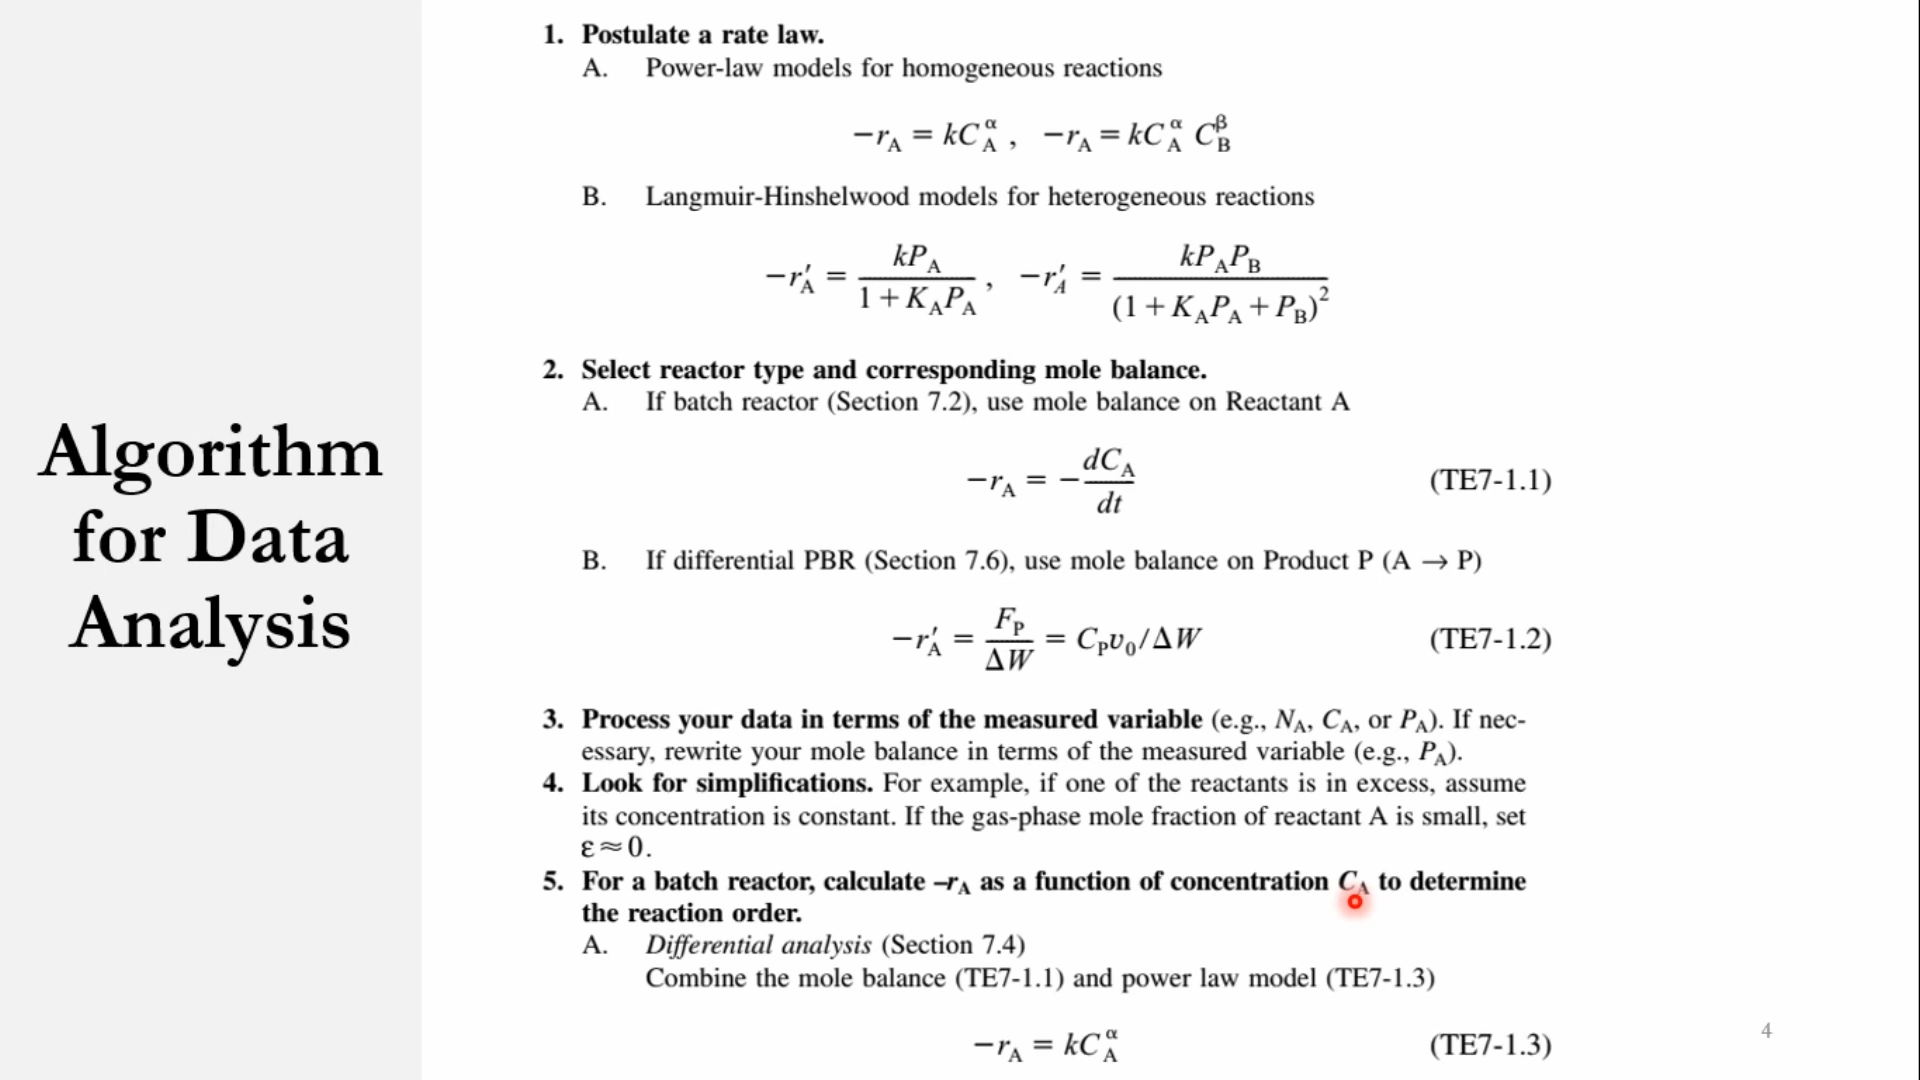 Algorithm
for Data
Analysis
1. Postulate a rate law.
A. Power-law models for homogeneous reactions
−r_A = kC_A^α , −r_A = kC_A^α C_B^β
B. Langmuir-Hinshelwood models for heterogeneous reactions
−r′_A = kP_A / (1 + K_A P_A) , −r′_A = kP_A P_B / (1 + K_A P_A + P_B)^2
2. Select reactor type and corresponding mole balance.
A. If batch reactor (Section 7.2), use mole balance on Reactant A
−r_A = − dC_A / dt (TE7-1.1)
B. If differential PBR (Section 7.6), use mole balance on Product P (A → P)
−r′_A = F_P / ΔW = C_P υ_0 / ΔW (TE7-1.2)
3. Process your data in terms of the measured variable (e.g., N_A, C_A, or P_A). If nec-
essary, rewrite your mole balance in terms of the measured variable (e.g., P_A).
4. Look for simplifications. For example, if one of the reactants is in excess, assume
its concentration is constant. If the gas-phase mole fraction of reactant A is small, set
ε ≈ 0.
5. For a batch reactor, calculate −r_A as a function of concentration C_A to determine
the reaction order.
A. Differential analysis (Section 7.4)
Combine the mole balance (TE7-1.1) and power law model (TE7-1.3)
−r_A = kC_A^α (TE7-1.3)
4